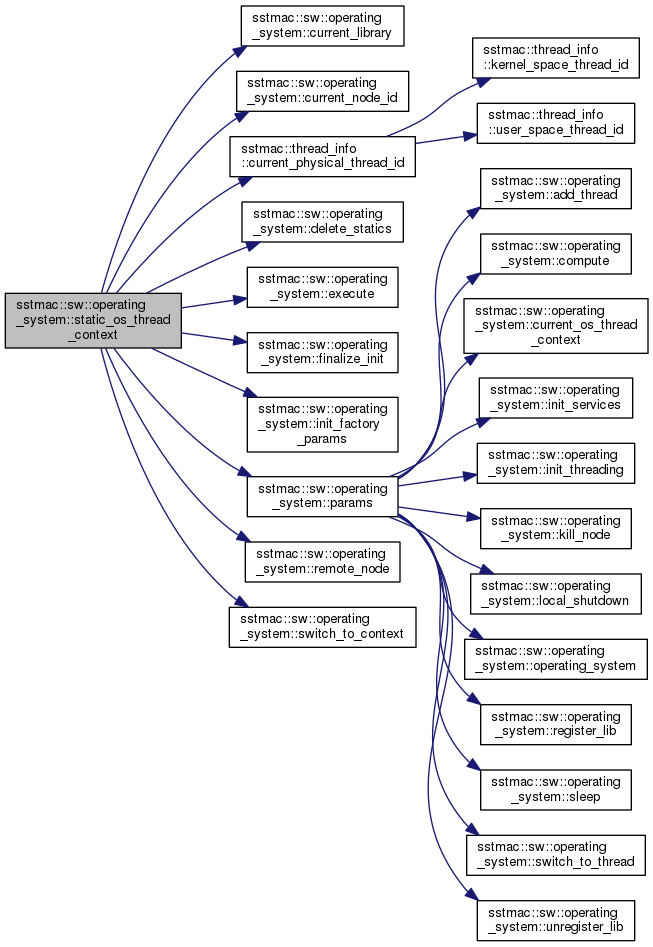 sstmac::sw::operating
_system::current_library
sstmac::sw::operating
_system::current_node_id
sstmac::thread_info
::current_physical_thread_id
sstmac::sw::operating
_system::delete_statics
sstmac::sw::operating
_system::execute
sstmac::sw::operating
_system::static_os_thread
_context
sstmac::sw::operating
_system::finalize_init
sstmac::sw::operating
_system::init_factory
_params
sstmac::sw::operating
_system::params
sstmac::sw::operating
_system::remote_node
sstmac::sw::operating
_system::switch_to_context
sstmac::thread_info
::kernel_space_thread_id
sstmac::thread_info
::user_space_thread_id
sstmac::sw::operating
_system::add_thread
sstmac::sw::operating
_system::compute
sstmac::sw::operating
_system::current_os_thread
_context
sstmac::sw::operating
_system::init_services
sstmac::sw::operating
_system::init_threading
sstmac::sw::operating
_system::kill_node
sstmac::sw::operating
_system::local_shutdown
sstmac::sw::operating
_system::operating_system
sstmac::sw::operating
_system::register_lib
sstmac::sw::operating
_system::sleep
sstmac::sw::operating
_system::switch_to_thread
sstmac::sw::operating
_system::unregister_lib